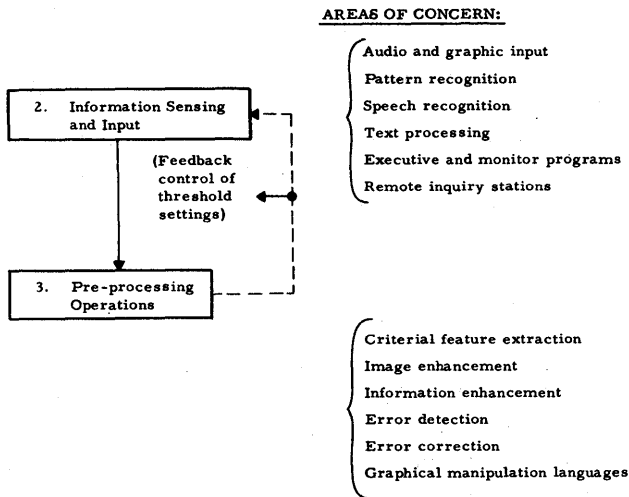 AREAS OF CONCERN:
Audio and graphic input
Pattern recognition
Speech recognition
Text processing
Executive and monitor programs
Remote inquiry stations
2. Information Sensing
and Input
(Feedback
control of
threshold
settings)
3. Pre-processing
Operations
Criterial feature extraction
Image enhancement
Information enhancement
Error detection
Error correction
Graphical manipulation languages